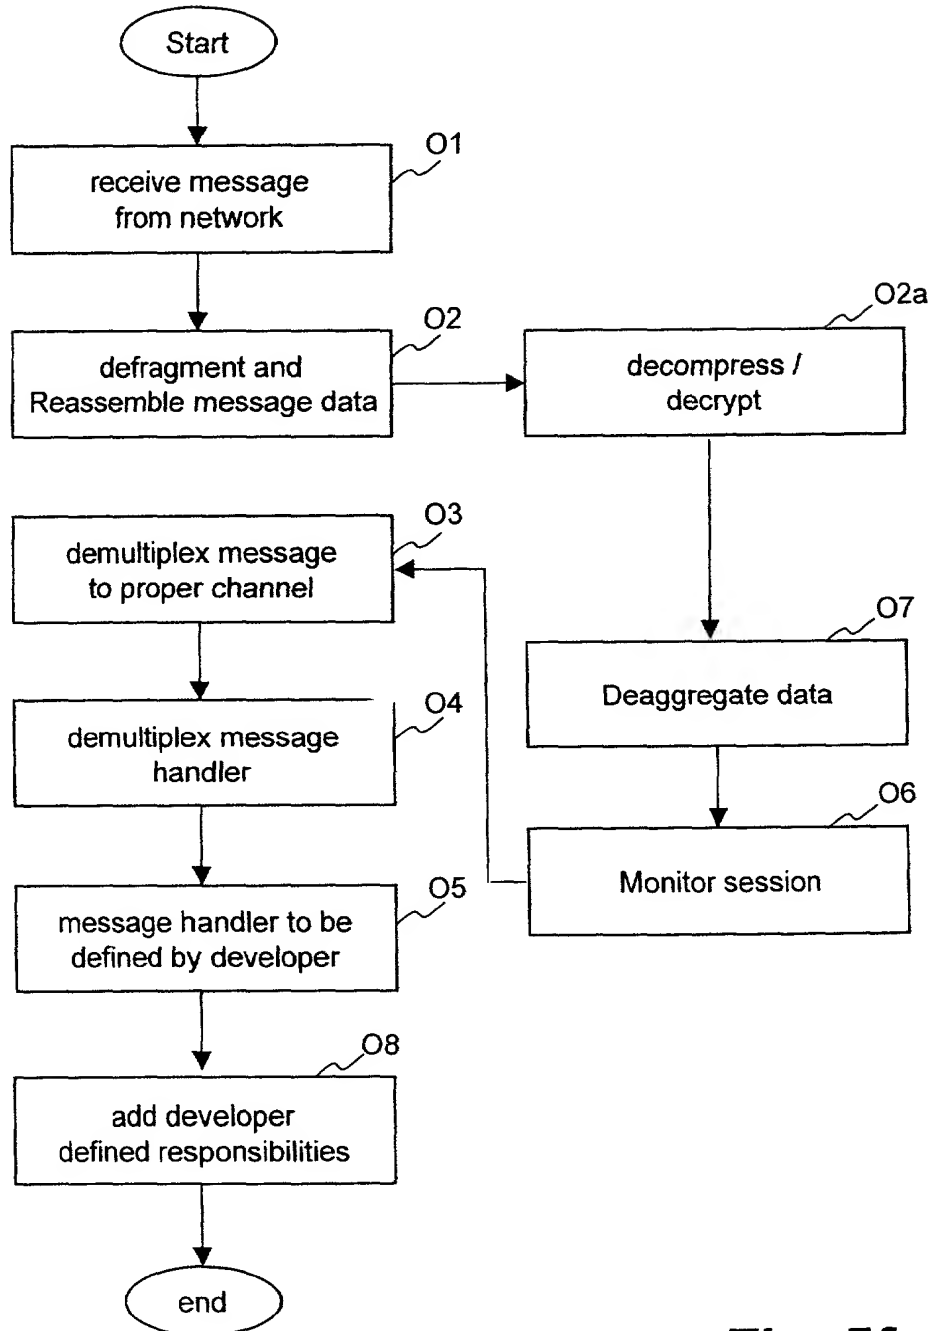 Start
O1
receive message
from network
O2
defragment and
Reassemble message data
O2a
decompress /
decrypt
O7
Deaggregate data
O6
Monitor session
O3
demultiplex message
to proper channel
O4
demultiplex message
handler
O5
message handler to be
defined by developer
O8
add developer
defined responsibilities
end